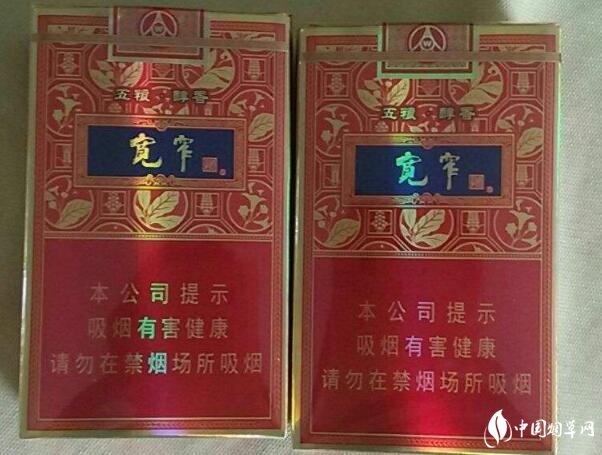 W
五粮 醇香
宽窄
本公司提示
吸烟有害健康
请勿在禁烟场所吸烟
W
五粮 醇香
宽窄
本公司提示
吸烟有害健康
请勿在禁烟场所吸烟
中国烟草网